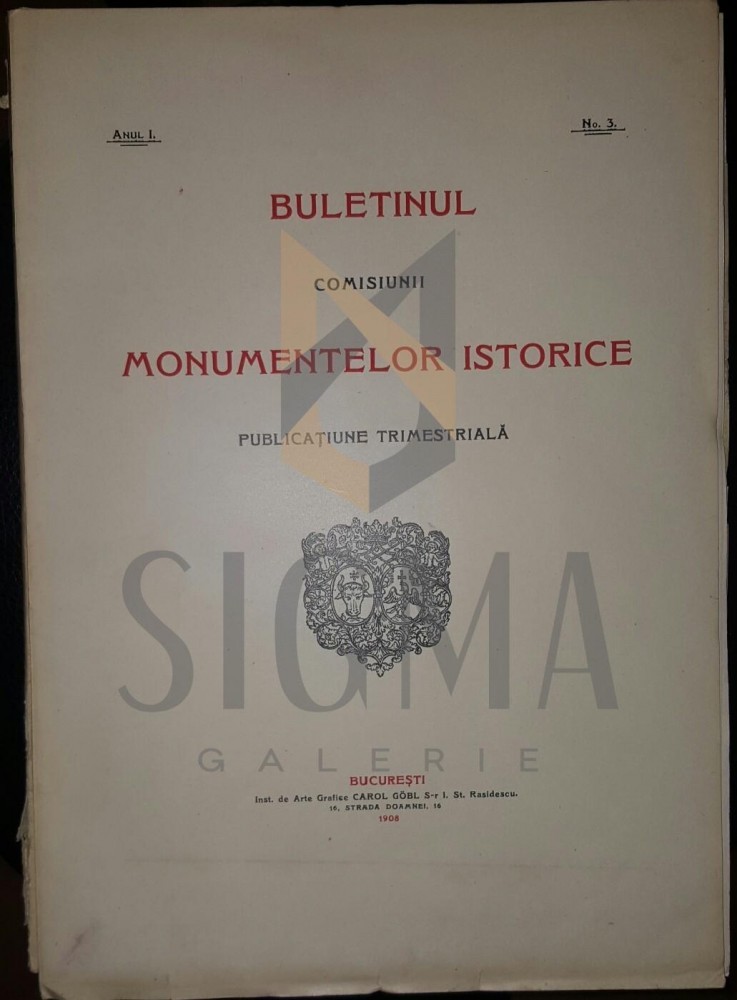 Anul I.
No. 3.
BULETINUL
COMISIUNII
MONUMENTELOR ISTORICE
PUBLICAȚIUNE TRIMESTRIALĂ
SIGMA
GALERIE
BUCUREȘTI
Inst. de Arte Grafice CAROL GÖBL S-r I. St. Rasidescu.
16, STRADA DOAMNEI, 16
1908